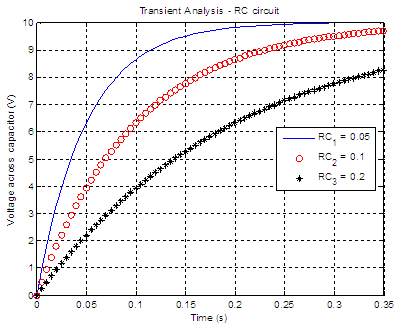 Transient Analysis - RC circuit
10
9
8
7
6
5
4
3
2
1
0
Voltage across capacitor (V)
RC1 = 0.05
RC2 = 0.1
RC3 = 0.2
0 0.05 0.1 0.15 0.2 0.25 0.3 0.35
Time (s)